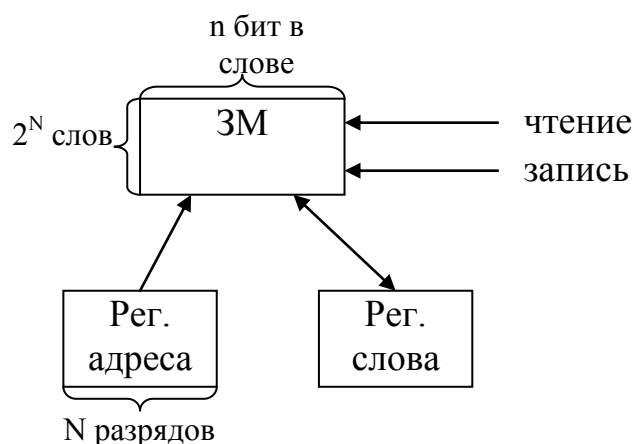 n бит в
слове
2^N слов
ЗМ
чтение
запись
Рег.
адреса
Рег.
слова
N разрядов